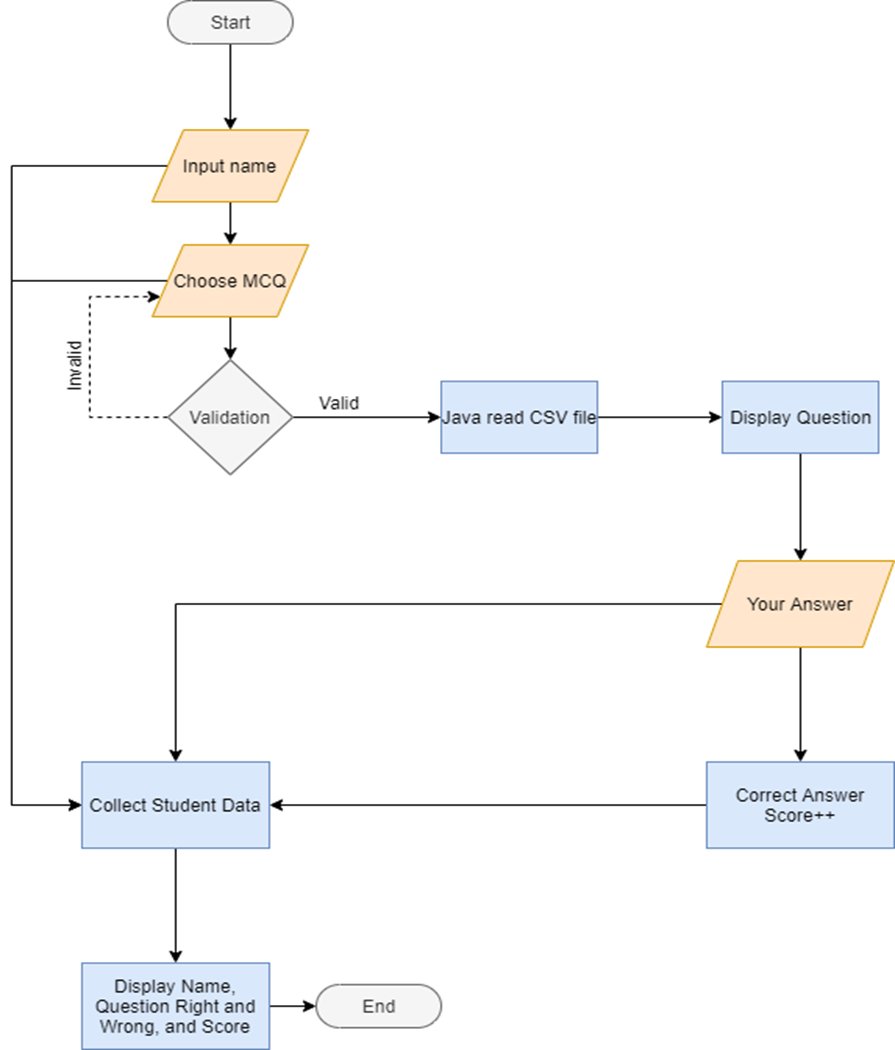 Start
Input name
Choose MCQ
Invalid
Validation
Valid
Java read CSV file
Display Question
Your Answer
Collect Student Data
Correct Answer
Score++
Display Name,
Question Right and
Wrong, and Score
End